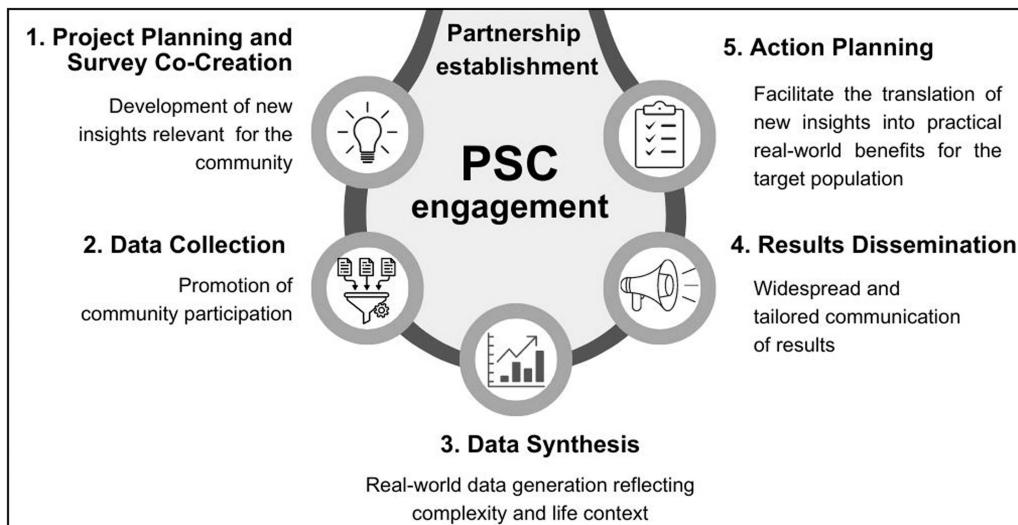 Partnership
establishment
PSC
engagement
1. Project Planning and
Survey Co-Creation
Development of new
insights relevant for the
community
2. Data Collection
Promotion of
community participation
3. Data Synthesis
Real-world data generation reflecting
complexity and life context
4. Results Dissemination
Widespread and
tailored communication
of results
5. Action Planning
Facilitate the translation of
new insights into practical
real-world benefits for the
target population